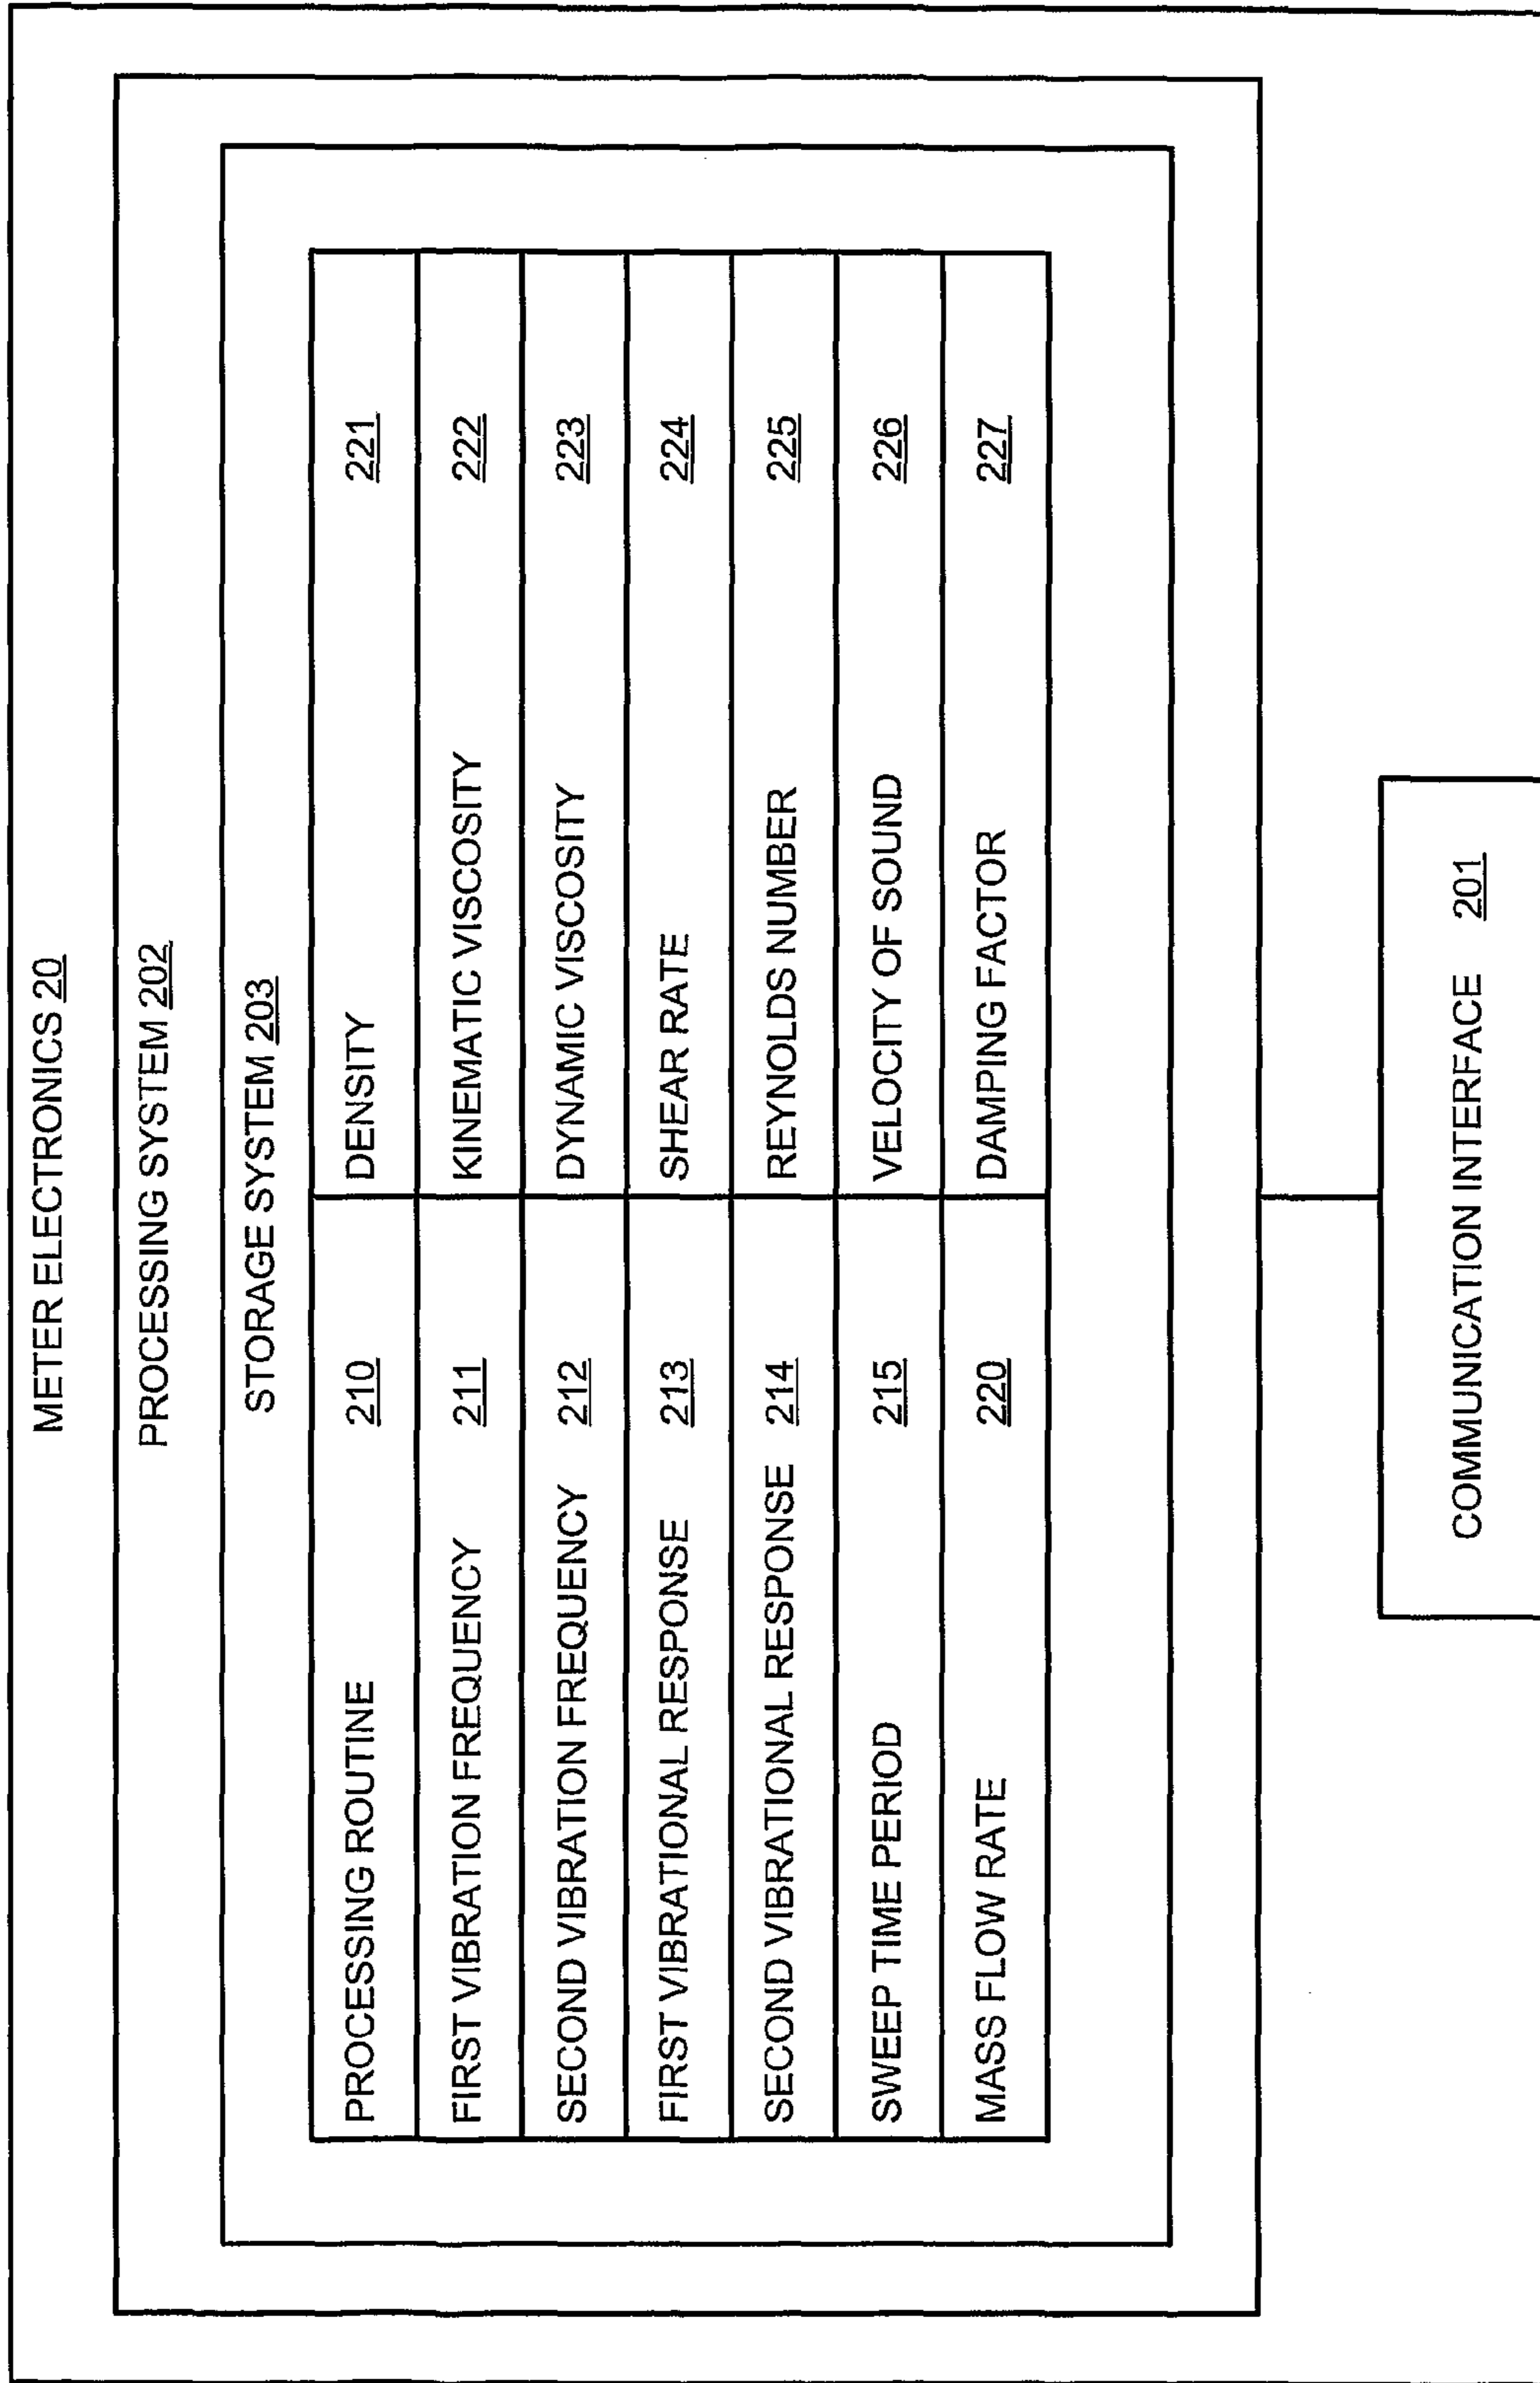 METER ELECTRONICS 20
PROCESSING SYSTEM 202
STORAGE SYSTEM 203
PROCESSING ROUTINE 210
DENSITY 221
FIRST VIBRATION FREQUENCY 211
KINEMATIC VISCOSITY 222
SECOND VIBRATION FREQUENCY 212
DYNAMIC VISCOSITY 223
FIRST VIBRATIONAL RESPONSE 213
SHEAR RATE 224
SECOND VIBRATIONAL RESPONSE 214
REYNOLDS NUMBER 225
SWEEP TIME PERIOD 215
VELOCITY OF SOUND 226
MASS FLOW RATE 220
DAMPING FACTOR 227
COMMUNICATION INTERFACE 201